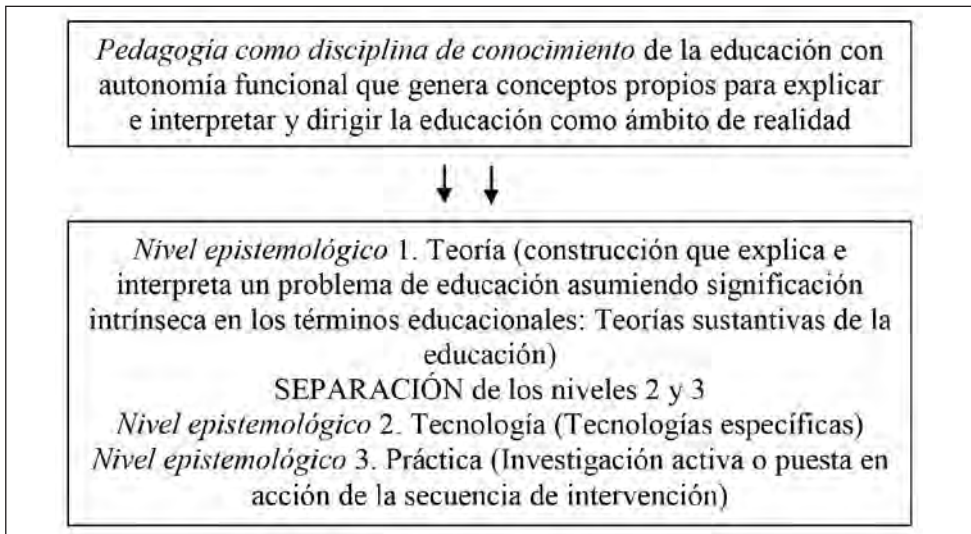 Pedagogía como disciplina de conocimiento de la educación con
autonomía funcional que genera conceptos propios para explicar
e interpretar y dirigir la educación como ámbito de realidad
Nivel epistemológico 1. Teoría (construcción que explica e
interpreta un problema de educación asumiendo significación
intrínseca en los términos educacionales: Teorías sustantivas de la
educación)
SEPARACIÓN de los niveles 2 y 3
Nivel epistemológico 2. Tecnología (Tecnologías específicas)
Nivel epistemológico 3. Práctica (Investigación activa o puesta en
acción de la secuencia de intervención)